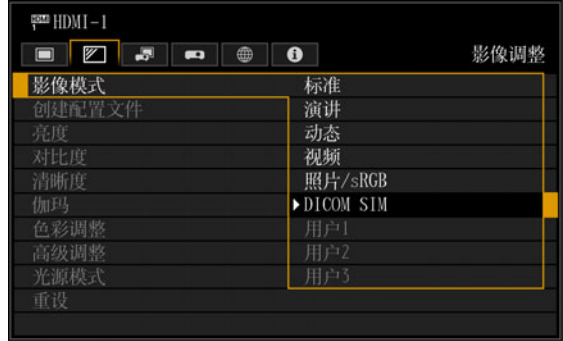 HDMI-1
影像调整
影像模式 标准
创建配置文件 演讲
亮度 动态
对比度 视频
清晰度 照片/sRGB
伽玛 DICOM SIM
色彩调整 用户1
高级调整 用户2
光源模式 用户3
重设